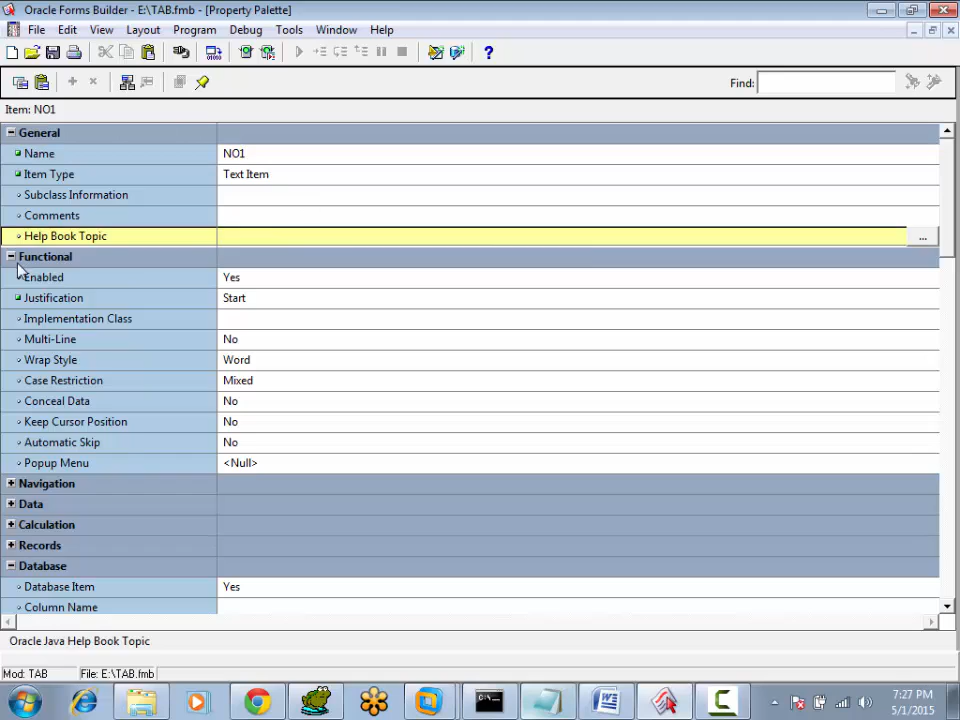 Oracle Forms Builder - E:\TAB.fmb - [Property Palette]
File Edit View Layout Program Debug Tools Window Help
Find:
Item: NO1
General
Name NO1
Item Type Text Item
Subclass Information
Comments
Help Book Topic ...
Functional
Enabled Yes
Justification Start
Implementation Class
Multi-Line No
Wrap Style Word
Case Restriction Mixed
Conceal Data No
Keep Cursor Position No
Automatic Skip No
Popup Menu <Null>
Navigation
Data
Calculation
Records
Database
Database Item Yes
Column Name
Oracle Java Help Book Topic
Mod: TAB File: E:\TAB.fmb
7:27 PM
5/1/2015